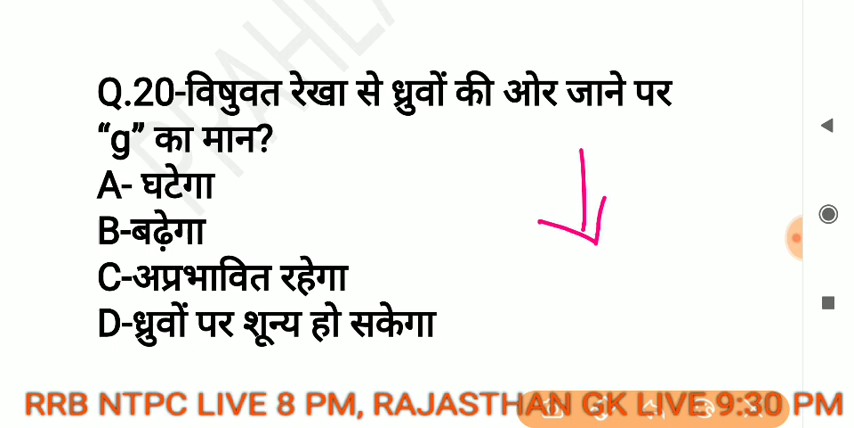 Q.20-विषुवत रेखा से ध्रुवों की ओर जाने पर
“g” का मान?
A- घटेगा
B-बढ़ेगा
C-अप्रभावित रहेगा
D-ध्रुवों पर शून्य हो सकेगा
RRB NTPC LIVE 8 PM, RAJASTHAN GK LIVE 9:30 PM